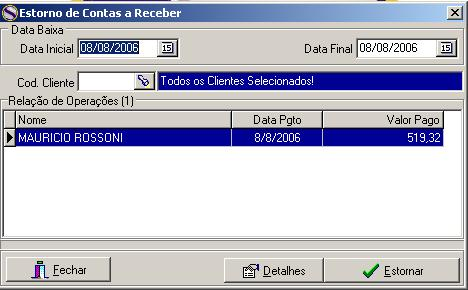 Estorno de Contas a Receber
Data Baixa
Data Inicial 08/08/2006 15 Data Final 08/08/2006 15
Cod. Cliente Todos os Clientes Selecionados!
Relação de Operações (1)
Nome Data Pgto Valor Pago
MAURICIO ROSSONI 8/8/2006 519,32
Fechar Detalhes Estornar